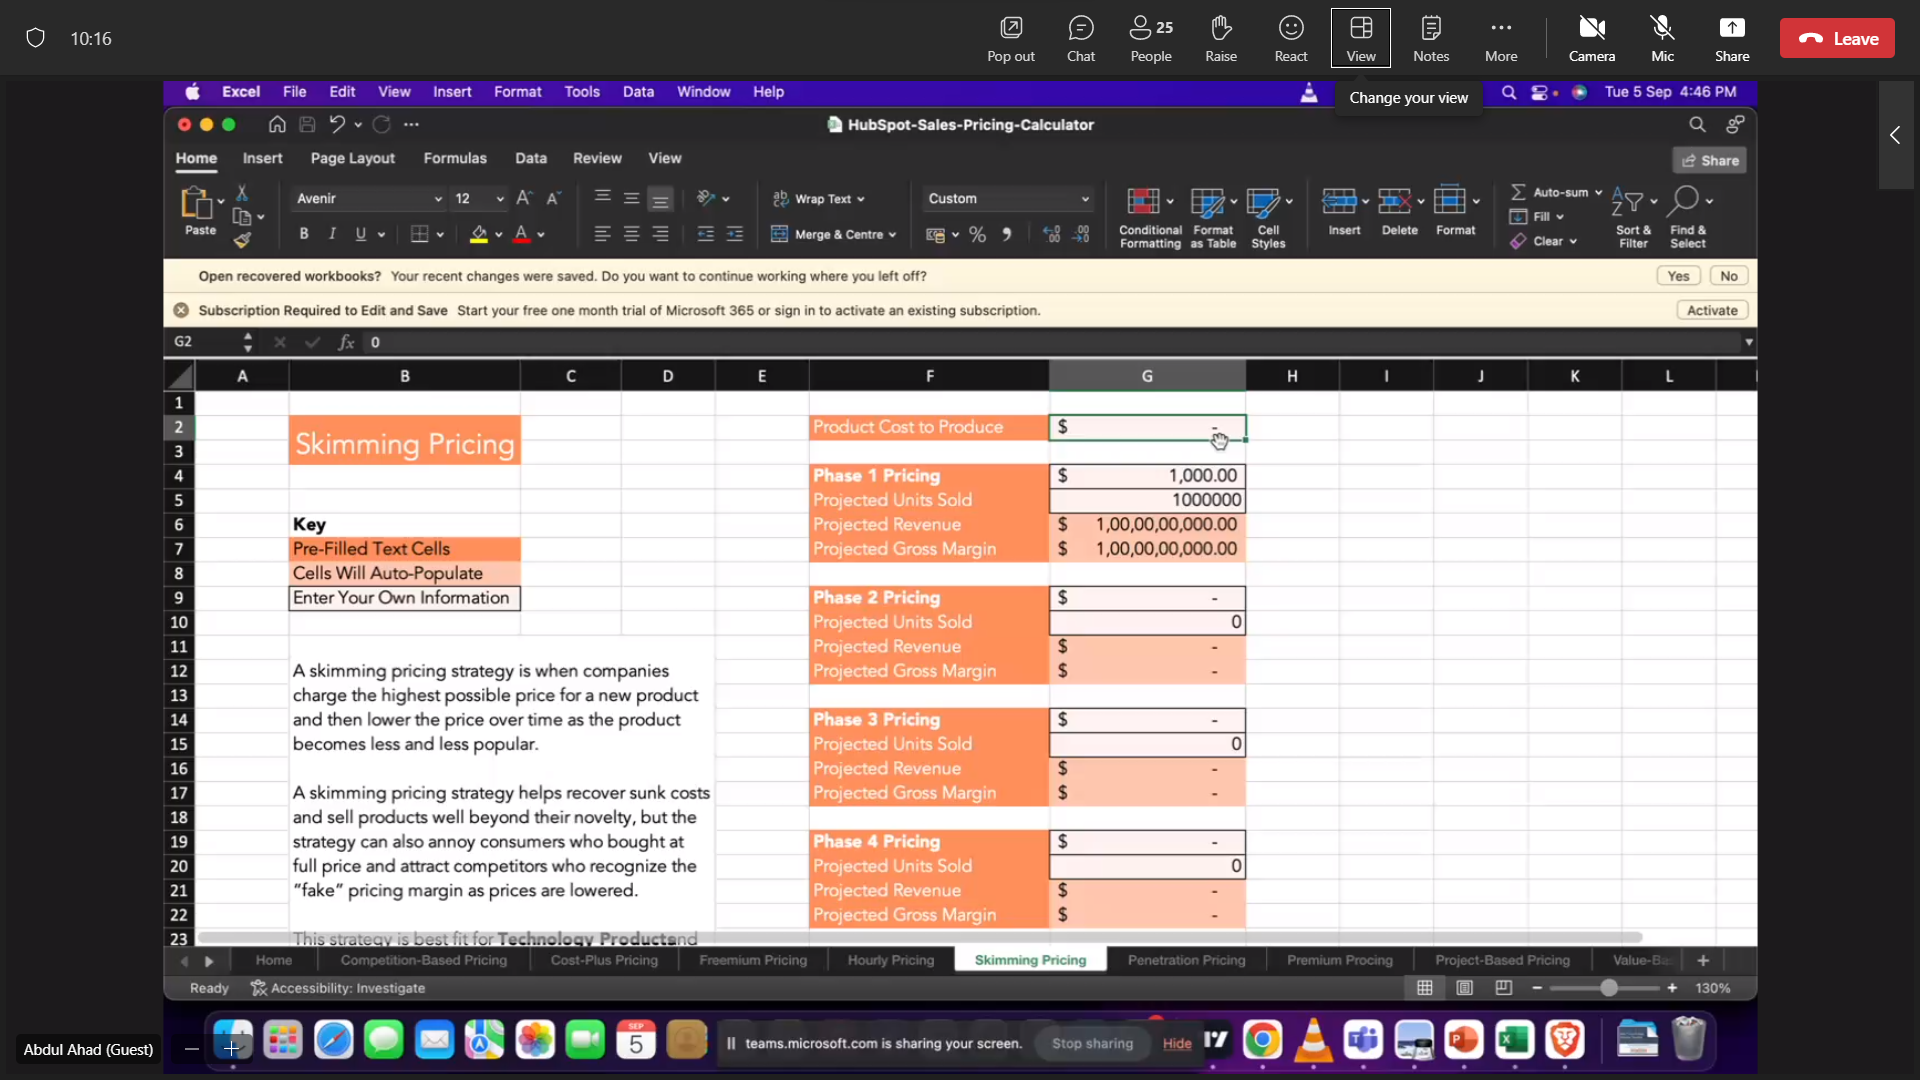 10:16
Pop out
Chat
25
People
Raise
React
View
Notes
More
Camera
Mic
Share
Leave
Change your view
Excel File Edit View Insert Format Tools Data Window Help
Tue 5 Sep 4:46 PM
HubSpot-Sales-Pricing-Calculator
Home Insert Page Layout Formulas Data Review View
Share
Paste
Avenir
12
B I U
Wrap Text
Merge & Centre
Custom
Conditional Formatting
Format as Table
Cell Styles
Insert
Delete
Format
Auto-sum
Fill
Clear
Sort & Filter
Find & Select
Open recovered workbooks? Your recent changes were saved. Do you want to continue working where you left off?
Yes
No
Subscription Required to Edit and Save Start your free one month trial of Microsoft 365 or sign in to activate an existing subscription.
Activate
G2 fx 0
A B C D E F G H I J K L
1
2 Product Cost to Produce $ -
Skimming Pricing
3
4 Phase 1 Pricing $ 1,000.00
5 Projected Units Sold 1000000
6 Key Projected Revenue $ 1,00,00,00,000.00
7 Pre-Filled Text Cells Projected Gross Margin $ 1,00,00,00,000.00
8 Cells Will Auto-Populate
9 Enter Your Own Information Phase 2 Pricing $ -
10 Projected Units Sold 0
11 Projected Revenue $ -
12 A skimming pricing strategy is when companies Projected Gross Margin $ -
13 charge the highest possible price for a new product
14 and then lower the price over time as the product Phase 3 Pricing $ -
15 becomes less and less popular. Projected Units Sold 0
16 Projected Revenue $ -
17 A skimming pricing strategy helps recover sunk costs Projected Gross Margin $ -
18 and sell products well beyond their novelty, but the
19 strategy can also annoy consumers who bought at Phase 4 Pricing $ -
20 full price and attract competitors who recognize the Projected Units Sold 0
21 "fake" pricing margin as prices are lowered. Projected Revenue $ -
22 Projected Gross Margin $ -
23 This strategy is best fit for Technology Products and
Home Competition-Based Pricing Cost-Plus Pricing Freemium Pricing Hourly Pricing Skimming Pricing Penetration Pricing Premium Procing Project-Based Pricing Value-Ba
Ready Accessibility: Investigate
130%
Abdul Ahad (Guest)
SEP
5
teams.microsoft.com is sharing your screen.
Stop sharing
Hide